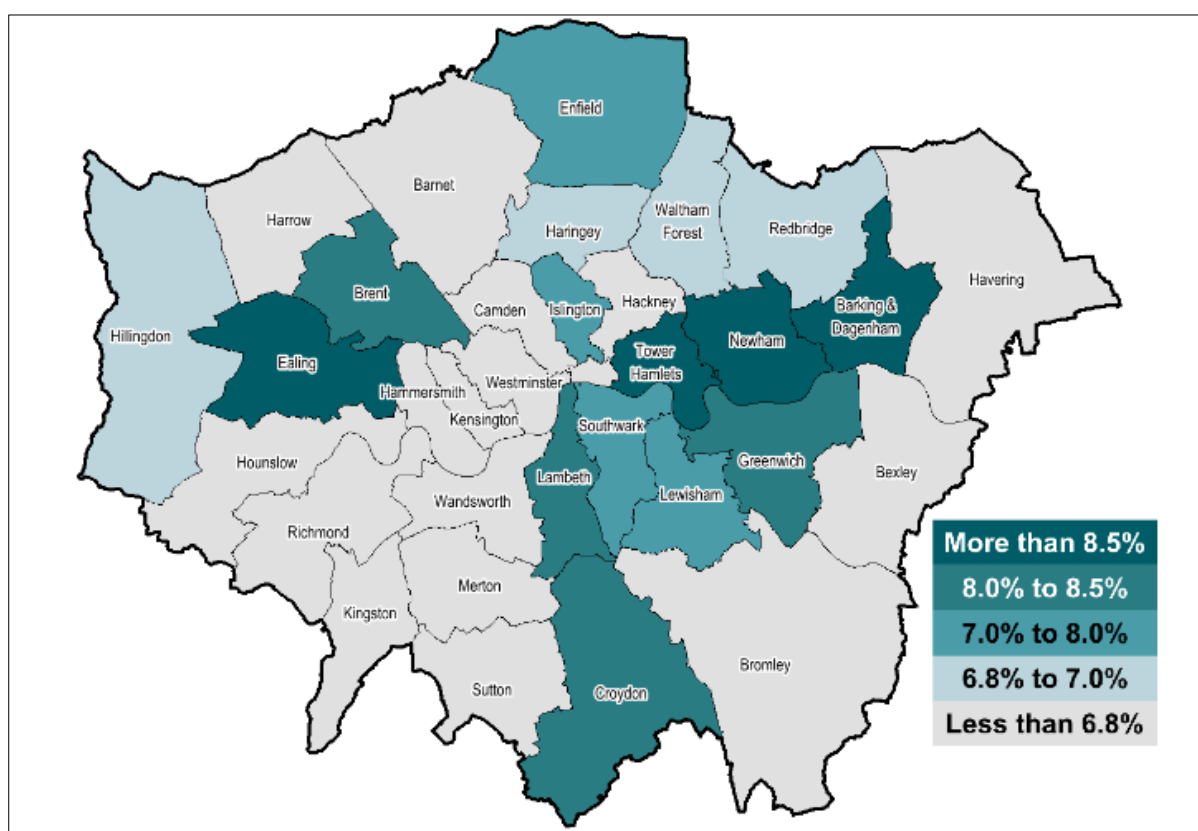 Enfield
Barnet
Harrow
Haringey
Waltham
Forest
Redbridge
Havering
Hillingdon
Brent
Camden
Islington
Hackney
Barking &
Dagenham
Ealing
Newham
Tower
Hamlets
Hammersmith
Westminster
Kensington
Southwark
Hounslow
Lambeth
Greenwich
Bexley
Wandsworth
Lewisham
Richmond
Merton
Kingston
Bromley
Sutton
Croydon
More than 8.5%
8.0% to 8.5%
7.0% to 8.0%
6.8% to 7.0%
Less than 6.8%